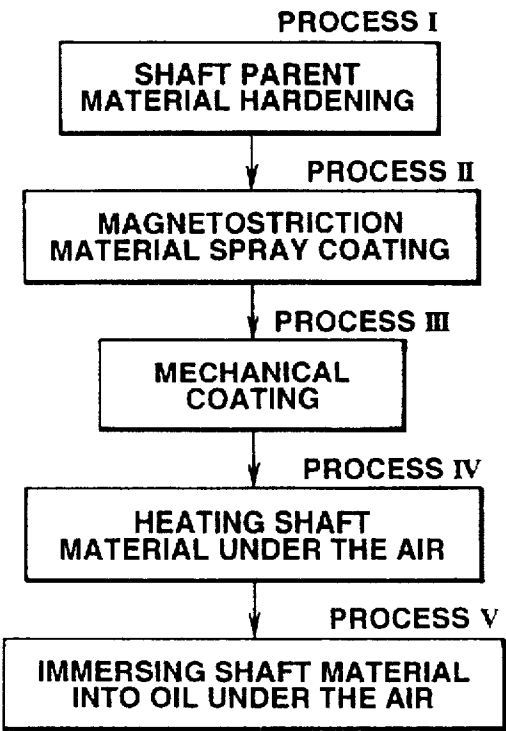 PROCESS I
SHAFT PARENT
MATERIAL HARDENING
PROCESS II
MAGNETOSTRICTION
MATERIAL SPRAY COATING
PROCESS III
MECHANICAL
COATING
PROCESS IV
HEATING SHAFT
MATERIAL UNDER THE AIR
PROCESS V
IMMERSING SHAFT MATERIAL
INTO OIL UNDER THE AIR